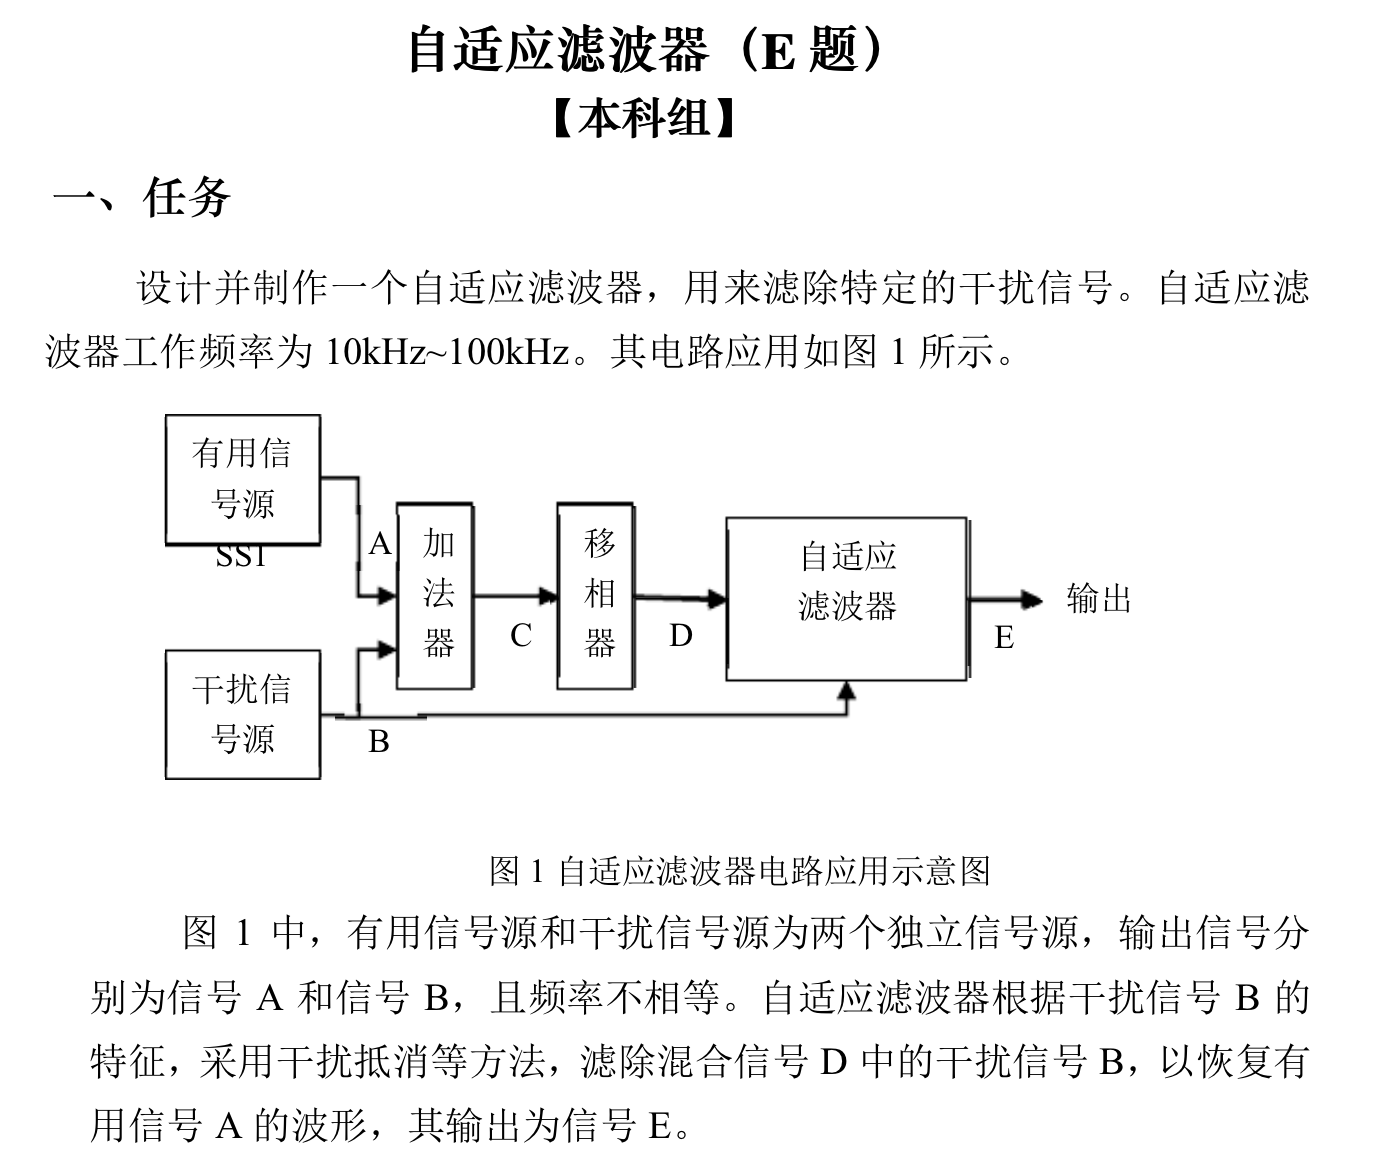 自适应滤波器（E 题）
【本科组】
一、任务
设计并制作一个自适应滤波器，用来滤除特定的干扰信号。自适应滤
波器工作频率为 10kHz~100kHz。其电路应用如图 1 所示。
有用信
号源
SST
A
加
法
器
C
移
相
器
D
自适应
滤波器
E
输出
干扰信
号源
B
图 1 自适应滤波器电路应用示意图
图 1 中，有用信号源和干扰信号源为两个独立信号源，输出信号分
别为信号 A 和信号 B，且频率不相等。自适应滤波器根据干扰信号 B 的
特征，采用干扰抵消等方法，滤除混合信号 D 中的干扰信号 B，以恢复有
用信号 A 的波形，其输出为信号 E。